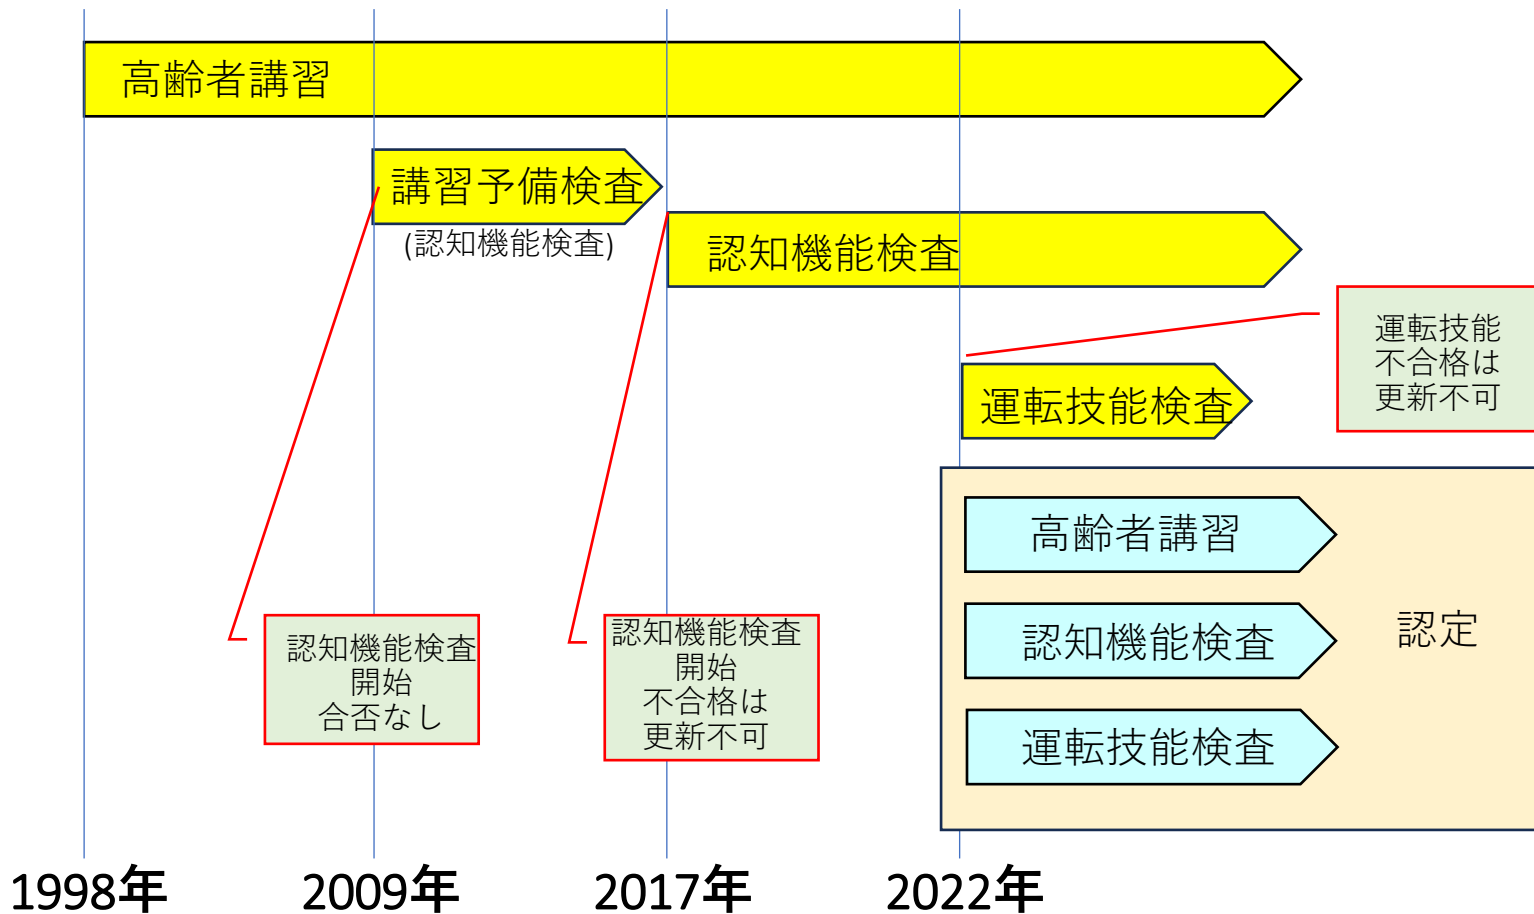 高齢者講習
講習予備検査
(認知機能検査)
認知機能検査
運転技能
不合格は
更新不可
運転技能検査
高齢者講習
認知機能検査
運転技能検査
認定
認知機能検査
開始
合否なし
認知機能検査
開始
不合格は
更新不可
1998年
2009年
2017年
2022年